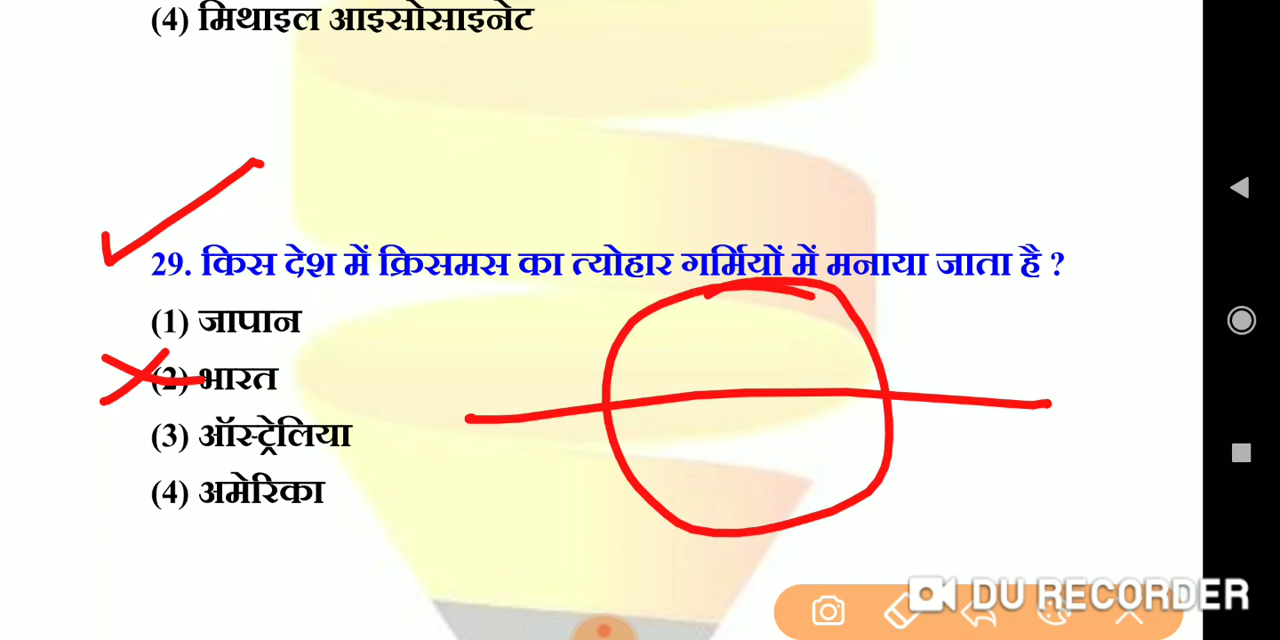 (4) मिथाइल आइसोसाइनेट
29. किस देश में क्रिसमस का त्योहार गर्मियों में मनाया जाता है ?
(1) जापान
(2) भारत
(3) ऑस्ट्रेलिया
(4) अमेरिका
DU RECORDER